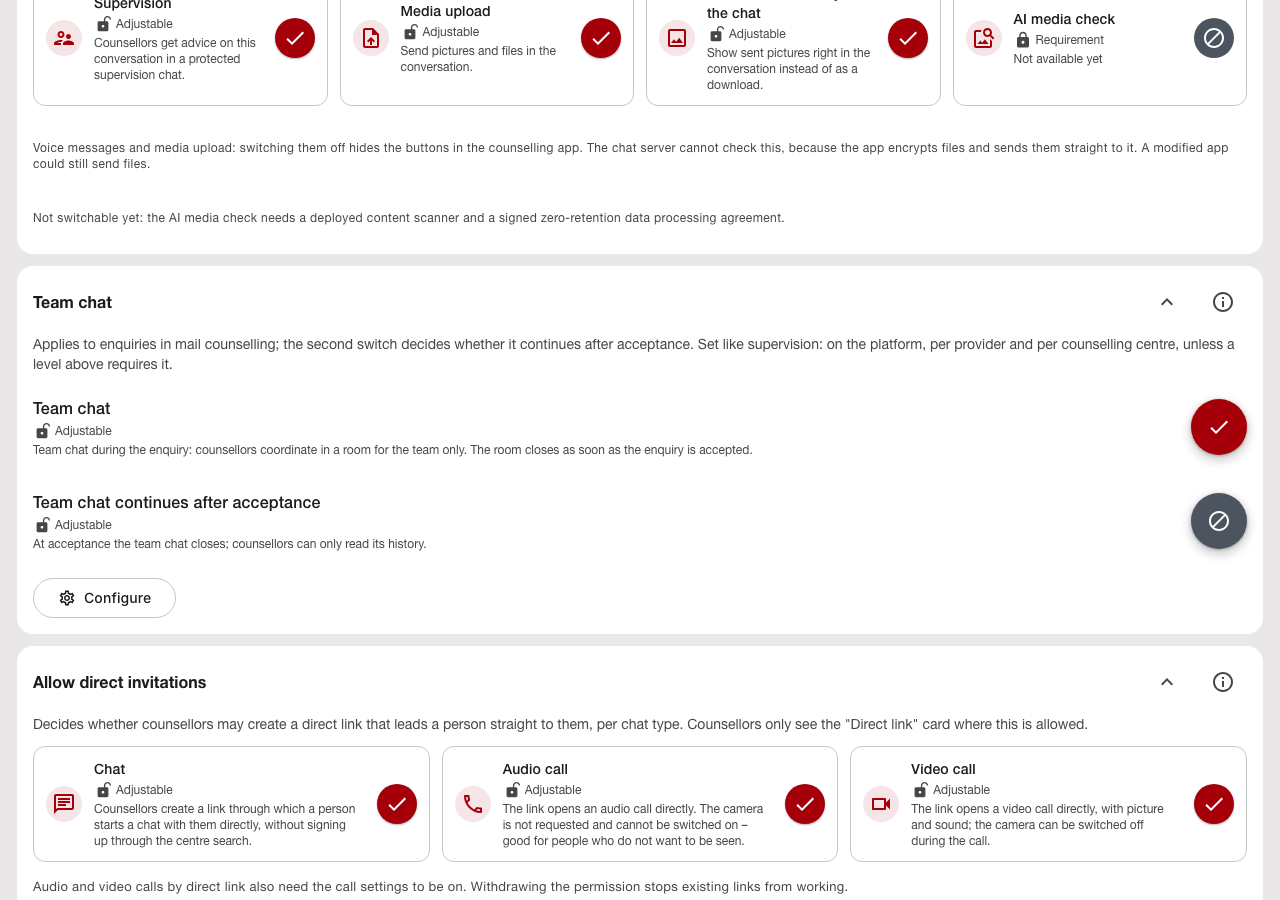 Supervision
Adjustable
Counsellors get advice on this
conversation in a protected
supervision chat.
Media upload
Adjustable
Send pictures and files in the
conversation.
the chat
Adjustable
Show sent pictures right in the
conversation instead of as a
download.
AI media check
Requirement
Not available yet
Voice messages and media upload: switching them off hides the buttons in the counselling app. The chat server cannot check this, because the app encrypts files and sends them straight to it. A modified app
could still send files.
Not switchable yet: the AI media check needs a deployed content scanner and a signed zero-retention data processing agreement.
Team chat
Applies to enquiries in mail counselling; the second switch decides whether it continues after acceptance. Set like supervision: on the platform, per provider and per counselling centre, unless a
level above requires it.
Team chat
Adjustable
Team chat during the enquiry: counsellors coordinate in a room for the team only. The room closes as soon as the enquiry is accepted.
Team chat continues after acceptance
Adjustable
At acceptance the team chat closes; counsellors can only read its history.
Configure
Allow direct invitations
Decides whether counsellors may create a direct link that leads a person straight to them, per chat type. Counsellors only see the "Direct link" card where this is allowed.
Chat
Adjustable
Counsellors create a link through which a person
starts a chat with them directly, without signing
up through the centre search.
Audio call
Adjustable
The link opens an audio call directly. The camera
is not requested and cannot be switched on –
good for people who do not want to be seen.
Video call
Adjustable
The link opens a video call directly, with picture
and sound; the camera can be switched off
during the call.
Audio and video calls by direct link also need the call settings to be on. Withdrawing the permission stops existing links from working.